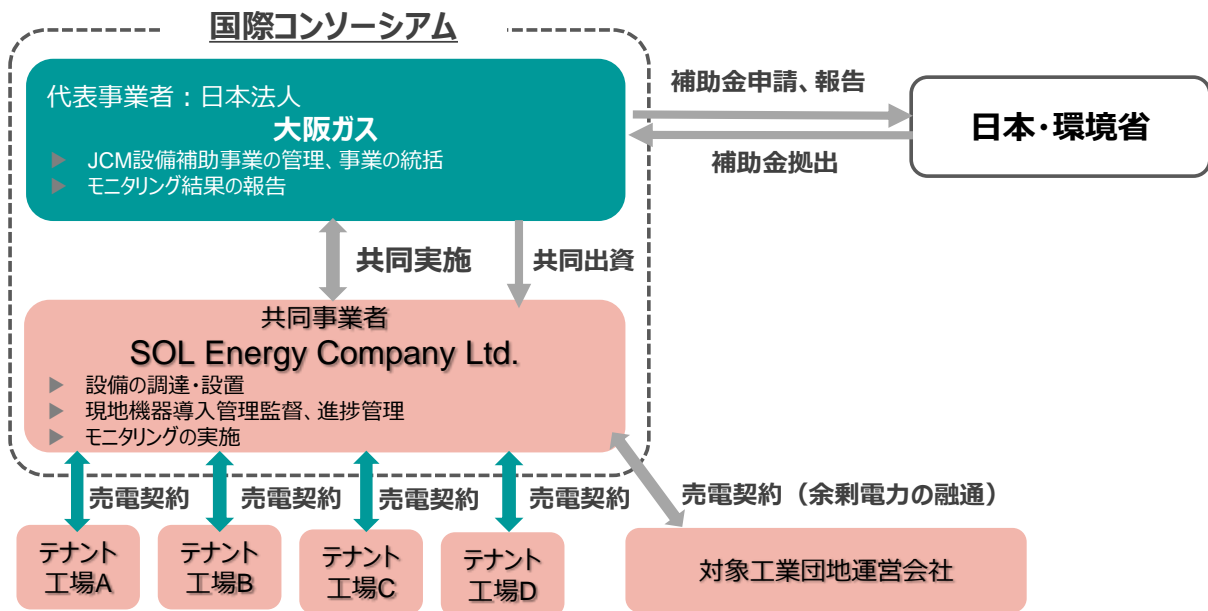 国際コンソーシアム
代表事業者：日本法人
大阪ガス
▶ JCM設備補助事業の管理、事業の統括
▶ モニタリング結果の報告
補助金申請、報告
補助金拠出
日本・環境省
共同実施
共同出資
共同事業者
SOL Energy Company Ltd.
▶ 設備の調達・設置
▶ 現地機器導入管理監督、進捗管理
▶ モニタリングの実施
売電契約
売電契約
売電契約
売電契約
売電契約（余剰電力の融通）
テナント
工場A
テナント
工場B
テナント
工場C
テナント
工場D
対象工業団地運営会社